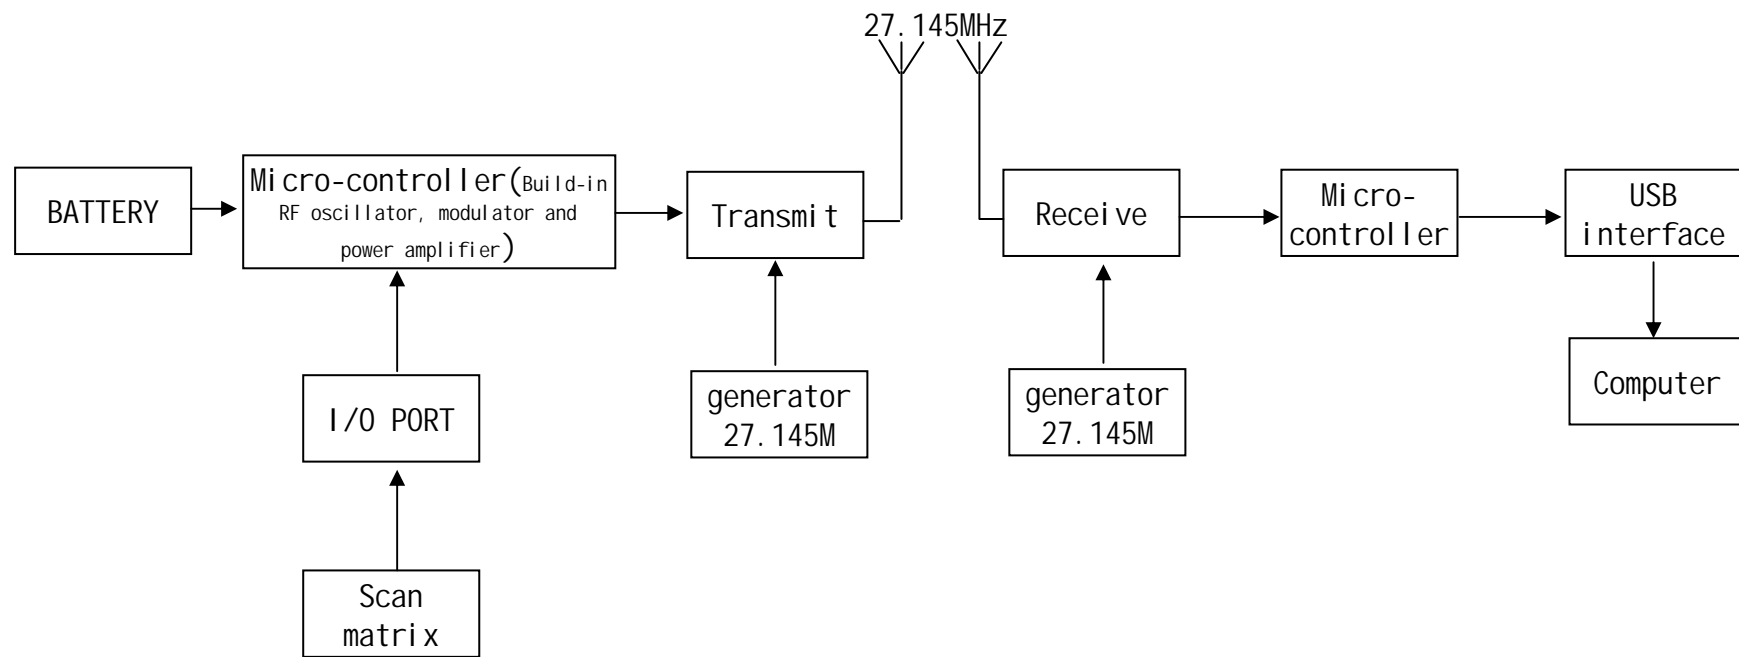 27.145MHz
BATTERY
Micro-controller(Build-in
RF oscillator, modulator and
power amplifier)
Transmit
Receive
Micro-
controller
USB
interface
I/O PORT
generator
27.145M
generator
27.145M
Computer
Scan
matrix